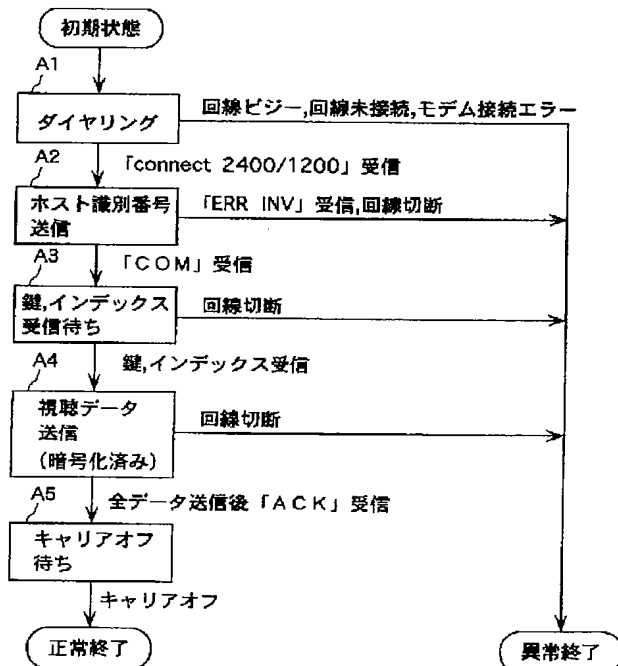 初期状態
A1
ダイヤリング
回線ビジー,回線未接続,モデム接続エラー
「connect 2400/1200」受信
A2
ホスト識別番号
送信
「ERR INV」受信,回線切断
「COM」受信
A3
鍵,インデックス
受信待ち
回線切断
鍵,インデックス受信
A4
視聴データ
送信
(暗号化済み)
回線切断
全データ送信後「ACK」受信
A5
キャリアオフ
待ち
キャリアオフ
正常終了
異常終了